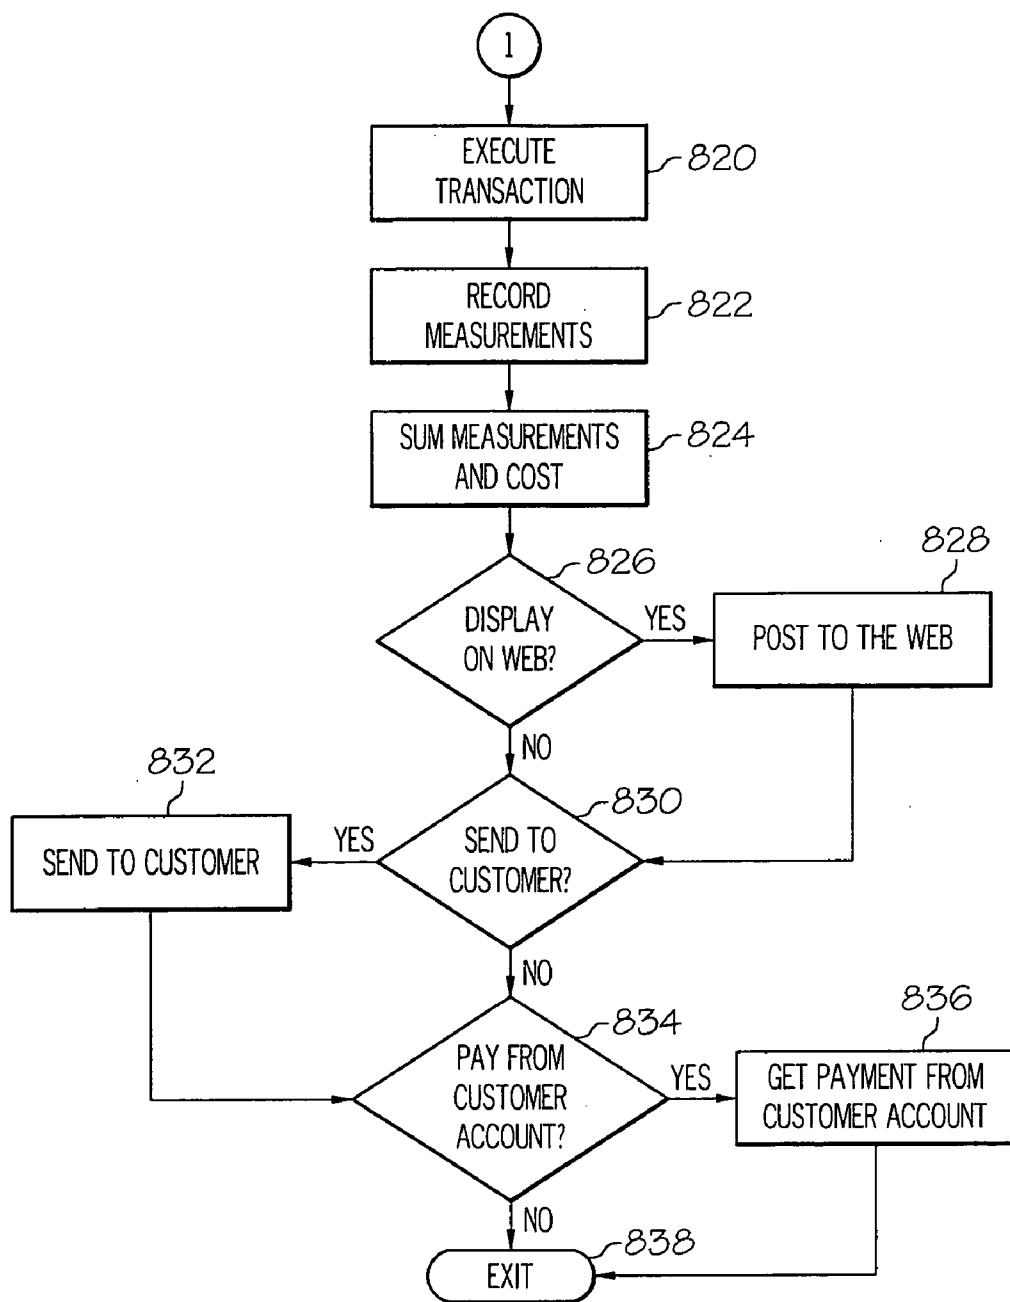 1
EXECUTE
TRANSACTION
820
RECORD
MEASUREMENTS
822
SUM MEASUREMENTS
AND COST
824
826
DISPLAY
ON WEB?
YES
828
POST TO THE WEB
NO
832
SEND TO CUSTOMER
YES
830
SEND TO
CUSTOMER?
NO
834
PAY FROM
CUSTOMER
ACCOUNT?
YES
836
GET PAYMENT FROM
CUSTOMER ACCOUNT
NO
838
EXIT